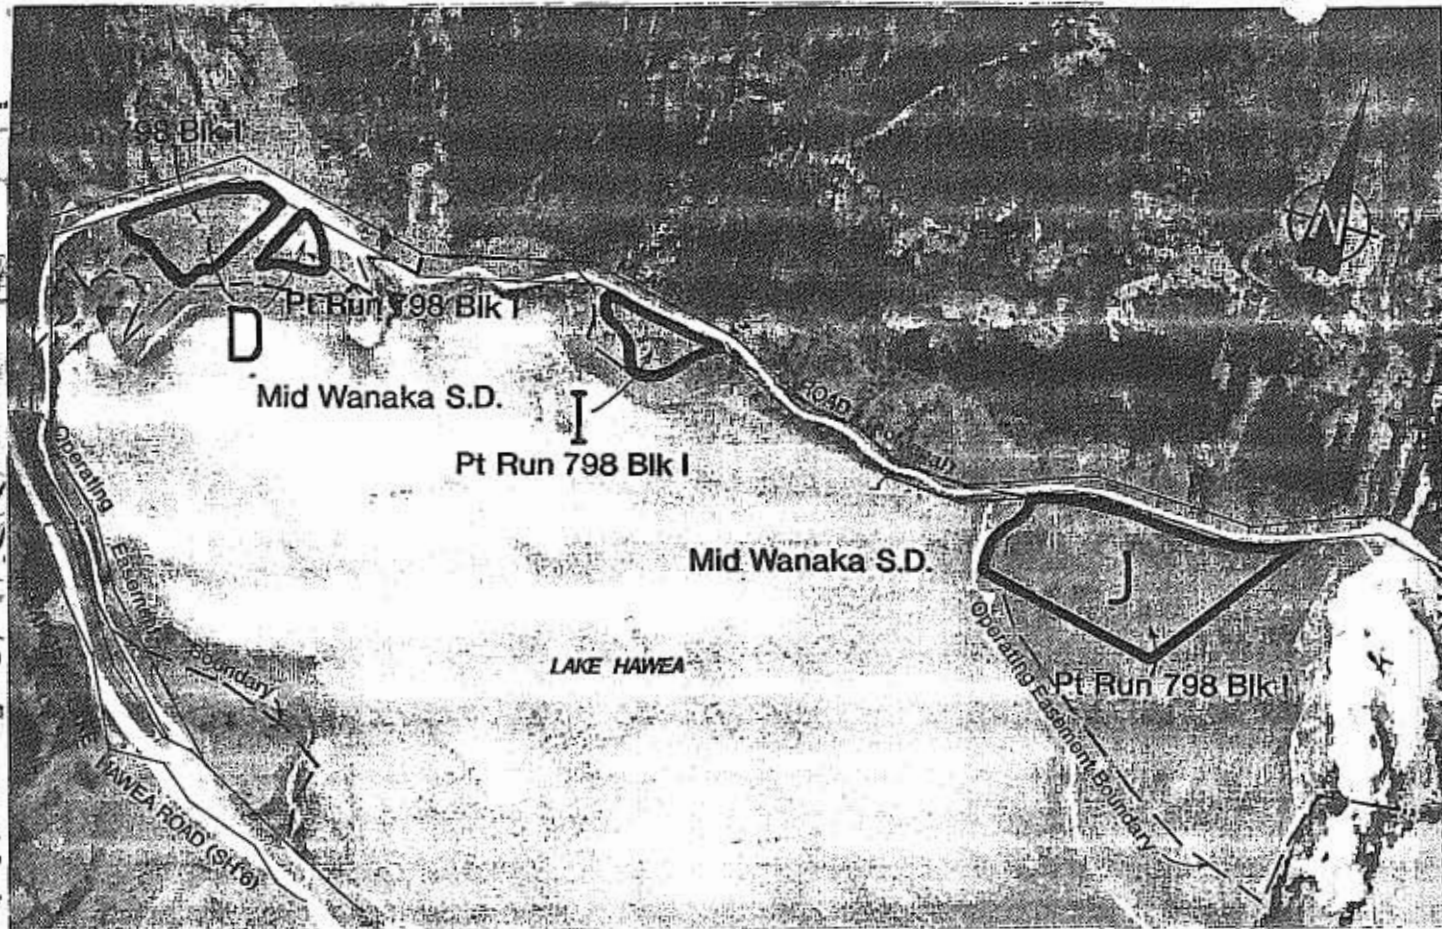 798 Blk I
N
Pt Run 798 Blk I
D
Mid Wanaka S.D.
I
Pt Run 798 Blk I
ROAD
Operating
Easement
Boundary
Mid Wanaka S.D.
J
LAKE HAWEA
Pt Run 798 Blk I
Operating Easement Boundary
HAWEA ROAD (SH6)